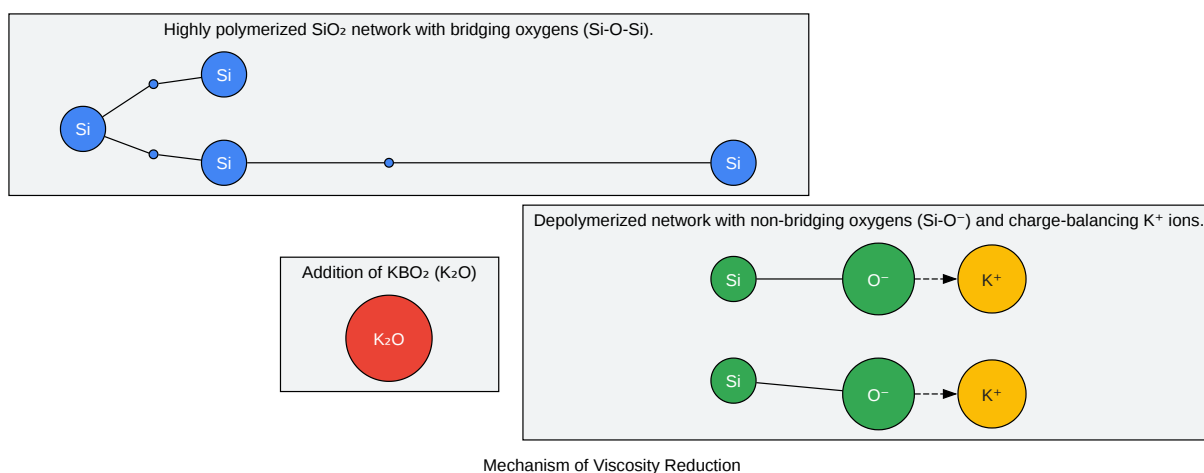 Highly polymerized SiO₂ network with bridging oxygens (Si-O-Si).
Si
Si
Si
Si
Depolymerized network with non-bridging oxygens (Si-O⁻) and charge-balancing K⁺ ions.
Si
O⁻
K⁺
Si
O⁻
K⁺
Addition of KBO₂ (K₂O)
K₂O
Mechanism of Viscosity Reduction